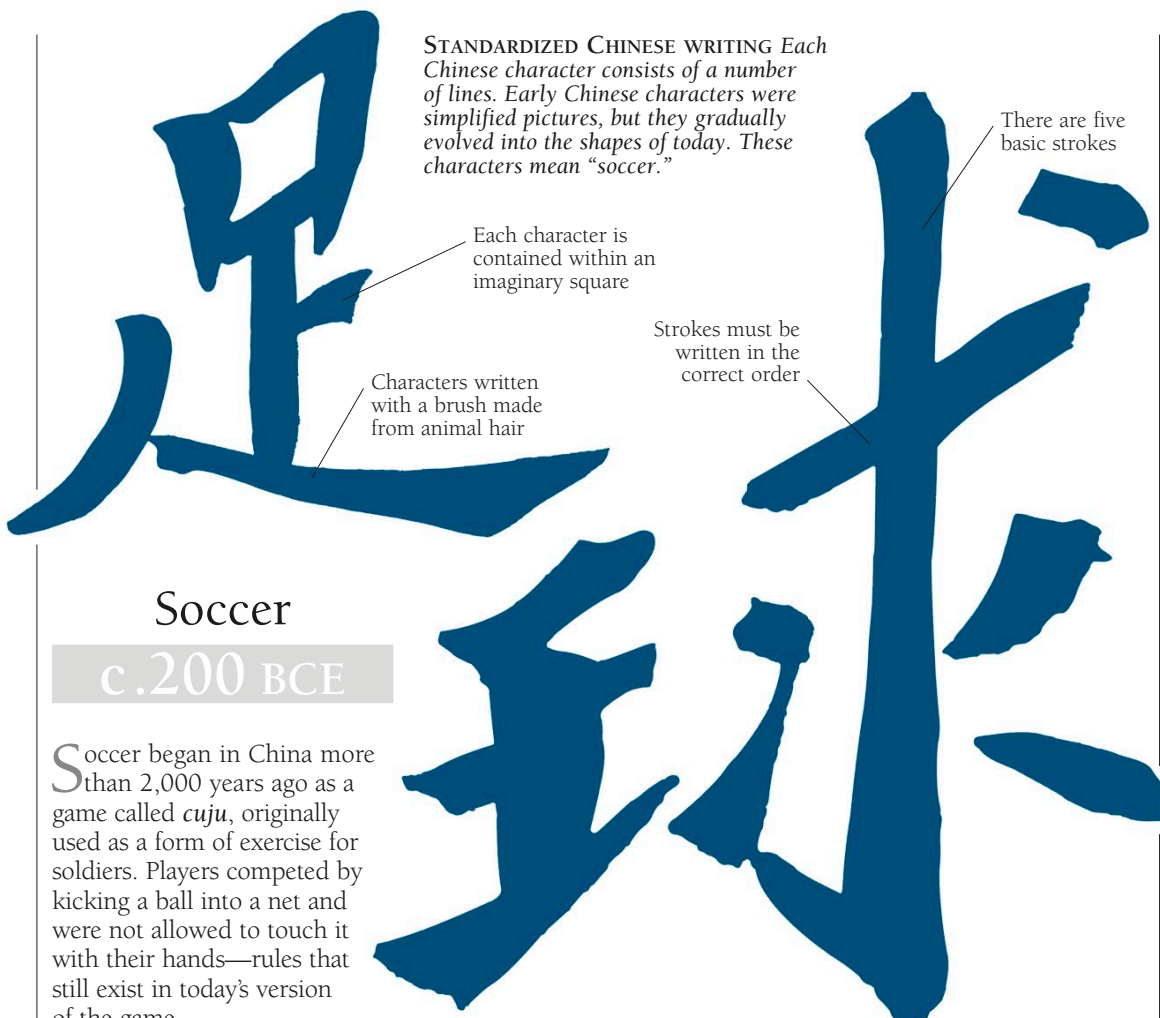 足球
STANDARDIZED CHINESE WRITING Each
Chinese character consists of a number
of lines. Early Chinese characters were
simplified pictures, but they gradually
evolved into the shapes of today. These
characters mean “soccer.”
There are five
basic strokes
Each character is
contained within an
imaginary square
Strokes must be
written in the
correct order
Characters written
with a brush made
from animal hair
Soccer
c.200 BCE
Soccer began in China more
than 2,000 years ago as a
game called cuju, originally
used as a form of exercise for
soldiers. Players competed by
kicking a ball into a net and
were not allowed to touch it
with their hands—rules that
still exist in today’s version
of the game.